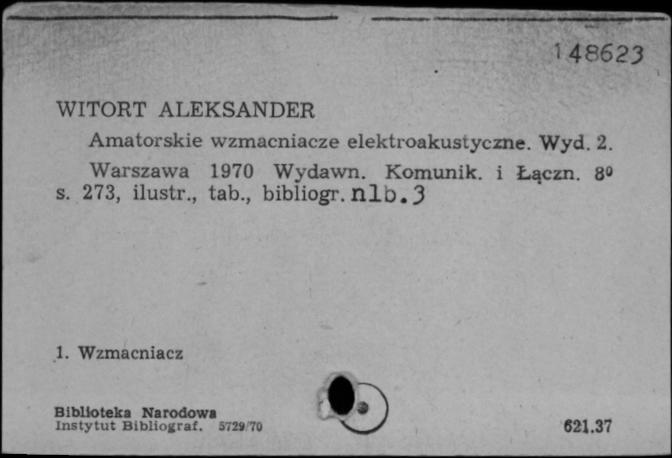 148623
WITORT ALEKSANDER
Amatorskie wzmacniacze elektroakustyczne. Wyd. 2.
Warszawa 1970 Wydawn. Komunik. i Łączn. 8º
s. 273, ilustr., tab., bibliogr. nlb.3
1. Wzmacniacz
Biblioteka Narodowa
Instytut Bibliograf. 5729/70
621.37